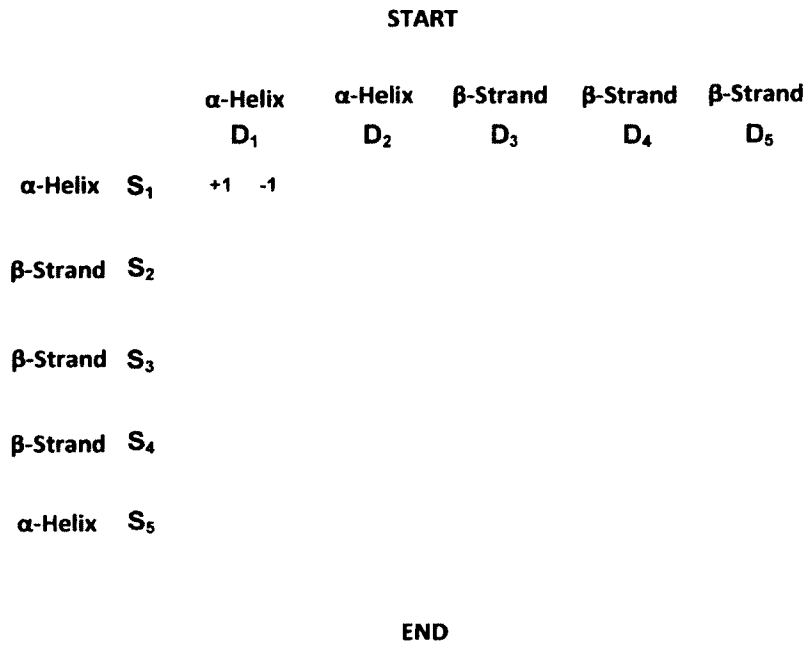 START
α-Helix α-Helix β-Strand β-Strand β-Strand
D₁ D₂ D₃ D₄ D₅
α-Helix S₁ +1 -1
β-Strand S₂
β-Strand S₃
β-Strand S₄
α-Helix S₅
END